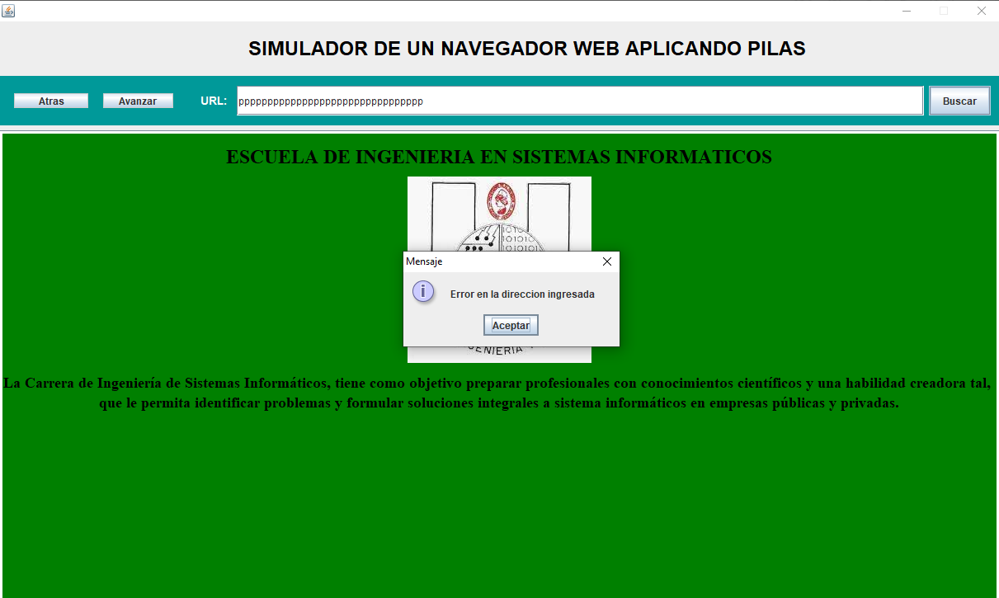 SIMULADOR DE UN NAVEGADOR WEB APLICANDO PILAS
Atras
Avanzar
URL:
pppppppppppppppppppppppppppppppp
Buscar
ESCUELA DE INGENIERIA EN SISTEMAS INFORMATICOS
Mensaje
Error en la direccion ingresada
Aceptar
La Carrera de Ingeniería de Sistemas Informáticos, tiene como objetivo preparar profesionales con conocimientos científicos y una habilidad creadora tal,
que le permita identificar problemas y formular soluciones integrales a sistema informáticos en empresas públicas y privadas.